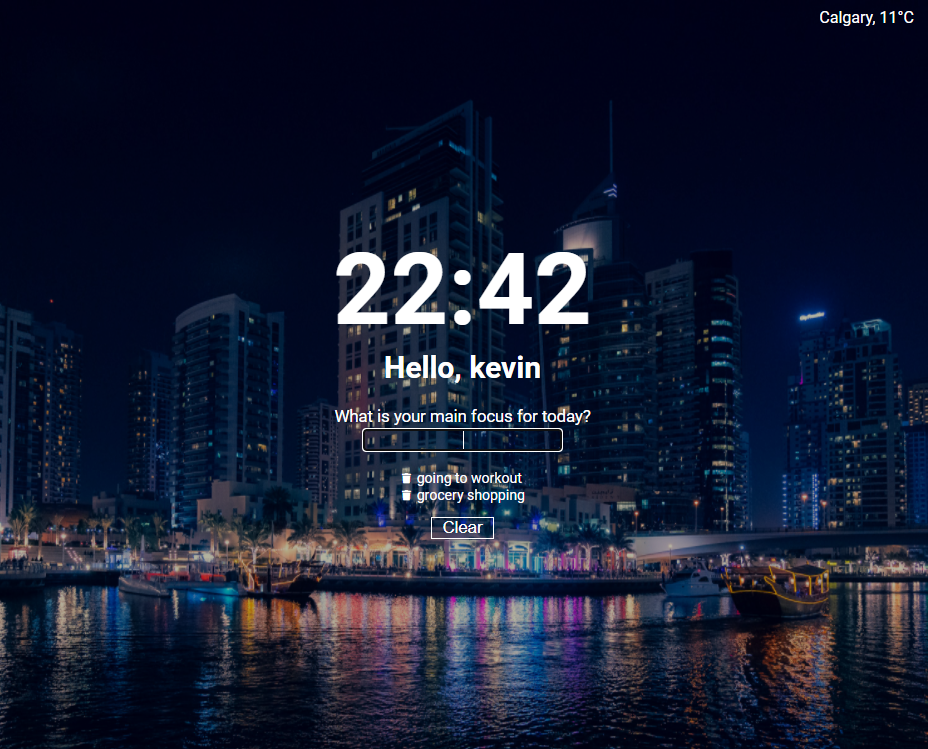 Calgary, 11°C
22:42
Hello, kevin
What is your main focus for today?
going to workout
grocery shopping
Clear